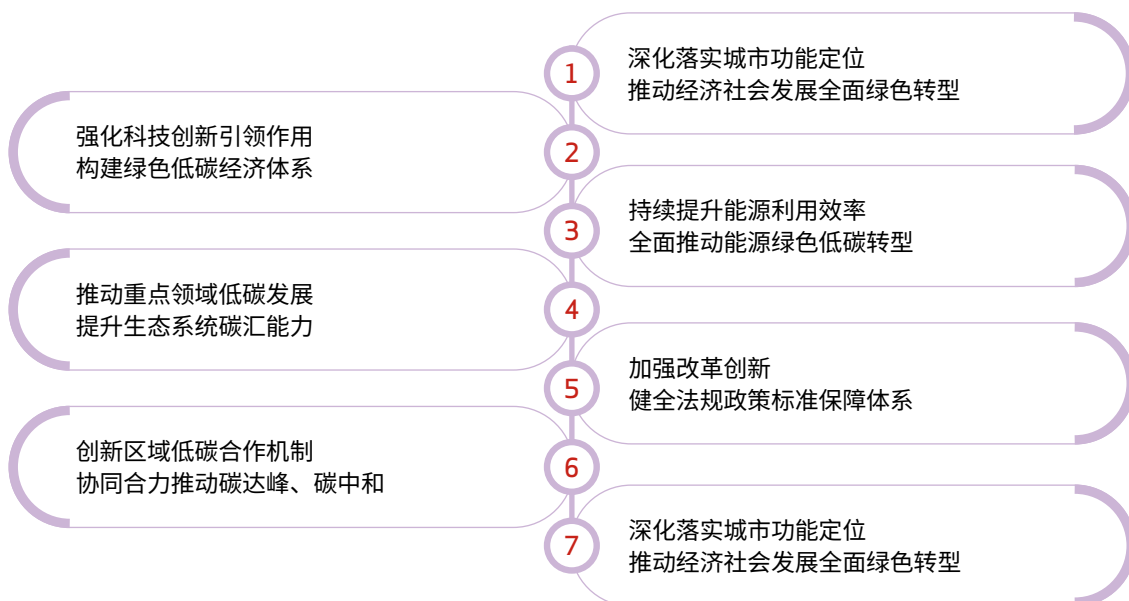 1
深化落实城市功能定位
推动经济社会发展全面绿色转型
2
强化科技创新引领作用
构建绿色低碳经济体系
3
持续提升能源利用效率
全面推动能源绿色低碳转型
4
推动重点领域低碳发展
提升生态系统碳汇能力
5
加强改革创新
健全法规政策标准保障体系
6
创新区域低碳合作机制
协同合力推动碳达峰、碳中和
7
深化落实城市功能定位
推动经济社会发展全面绿色转型